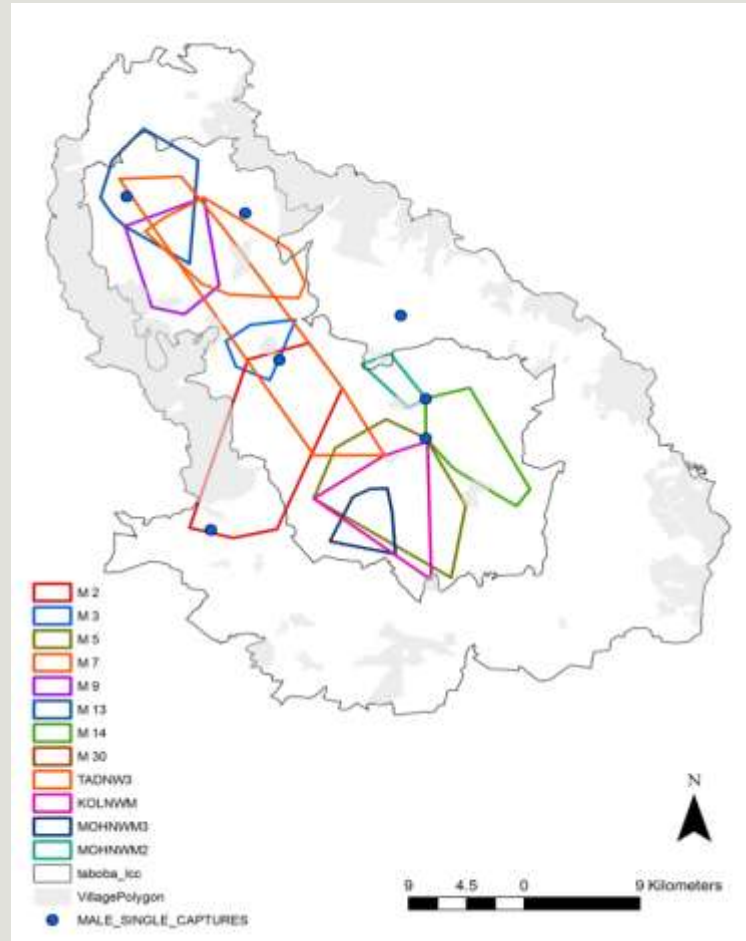 M 2
M 3
M 5
M 7
M 9
M 13
M 14
M 30
TADNW3
KOLNWM
MOHNWM3
MOHNWM2
taboba_lcc
VillagePolygon
MALE_SINGLE_CAPTURES
N
9 4.5 0 9 Kilometers